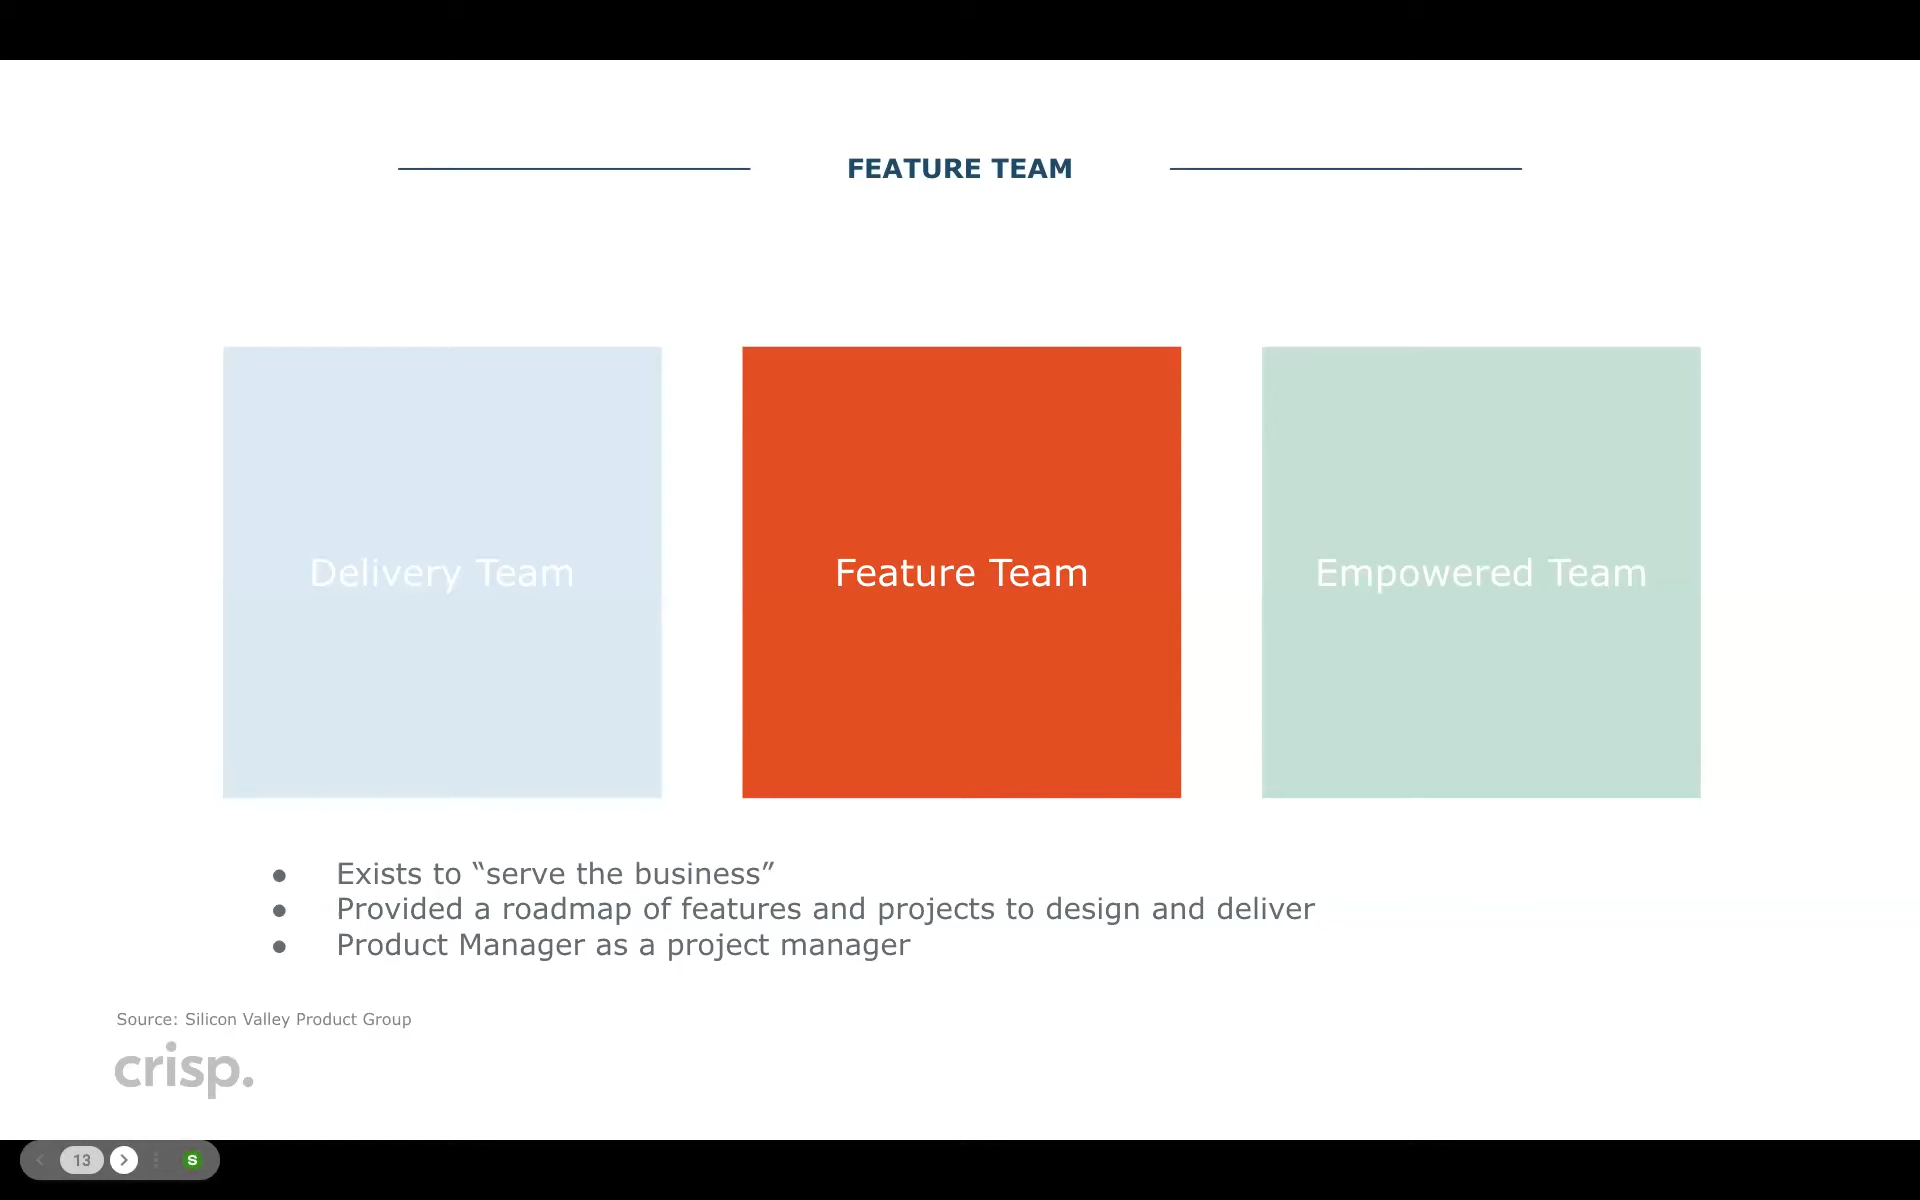 FEATURE TEAM
Delivery Team
Feature Team
Empowered Team
● Exists to “serve the business”
● Provided a roadmap of features and projects to design and deliver
● Product Manager as a project manager
Source: Silicon Valley Product Group
crisp.
13
S